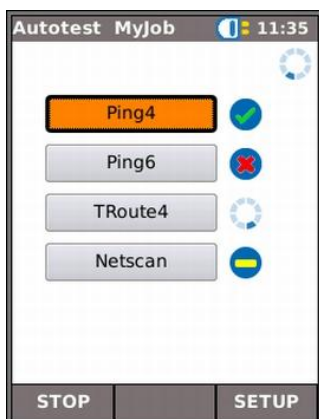 Autotest MyJob 11:35
Ping4
Ping6
TRoute4
Netscan
STOP SETUP